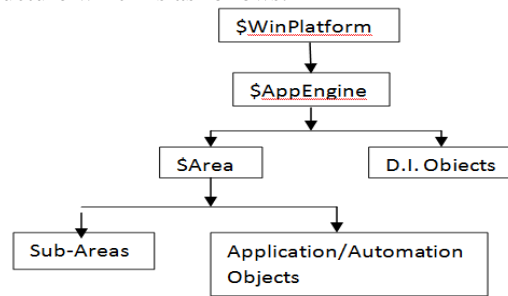 $WinPlatform
$AppEngine
$Area
D.I. Objects
Sub-Areas
Application/Automation
Objects